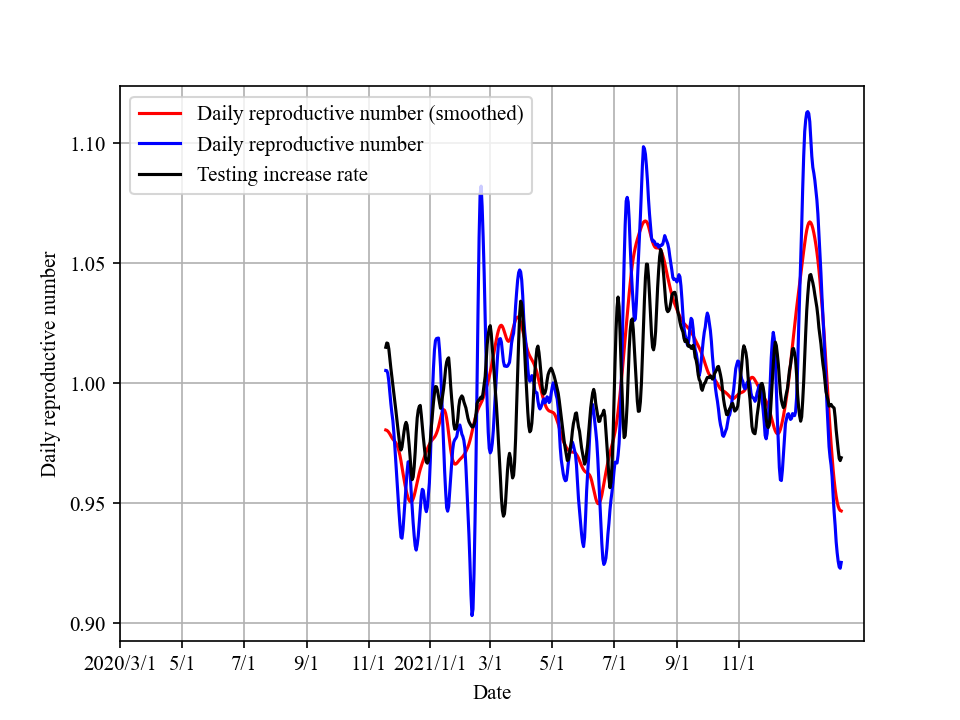 Daily reproductive number (smoothed)
Daily reproductive number
Testing increase rate
Daily reproductive number
1.10
1.05
1.00
0.95
0.90
2020/3/1 5/1 7/1 9/1 11/1 2021/1/1 3/1 5/1 7/1 9/1 11/1
Date